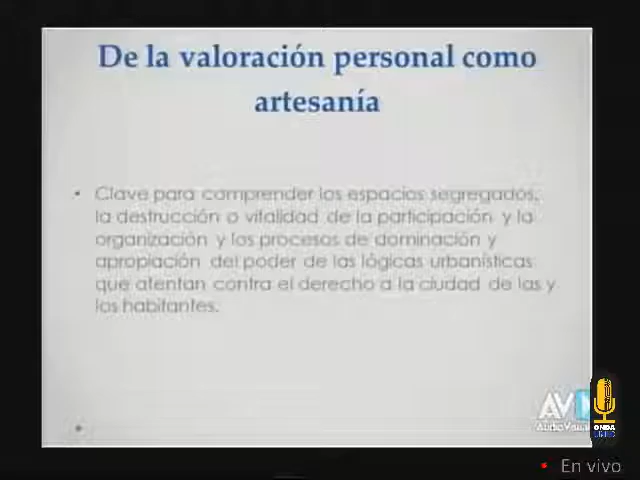 De la valoración personal como
artesanía
• Clave para comprender los espacios segregados,
la destrucción o vitalidad de la participación y la
organización y los procesos de dominación y
apropiación del poder de las lógicas urbanísticas
que atentan contra el derecho a la ciudad de las y
los habitantes.
AV
ONDA
• En vivo